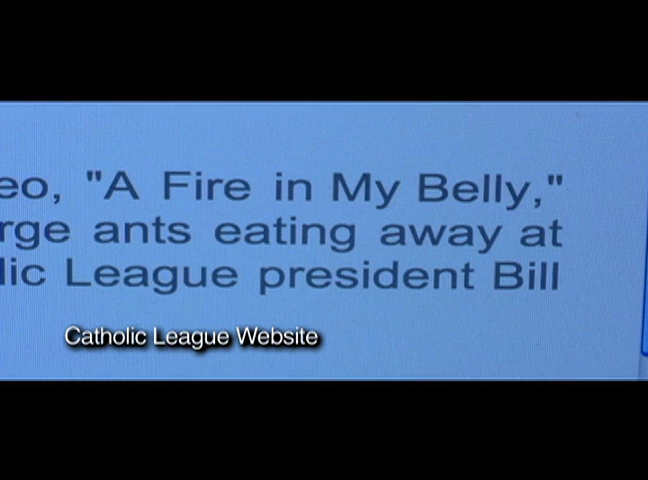 eo, "A Fire in My Belly,"
rge ants eating away at
lic League president Bill
Catholic League Website